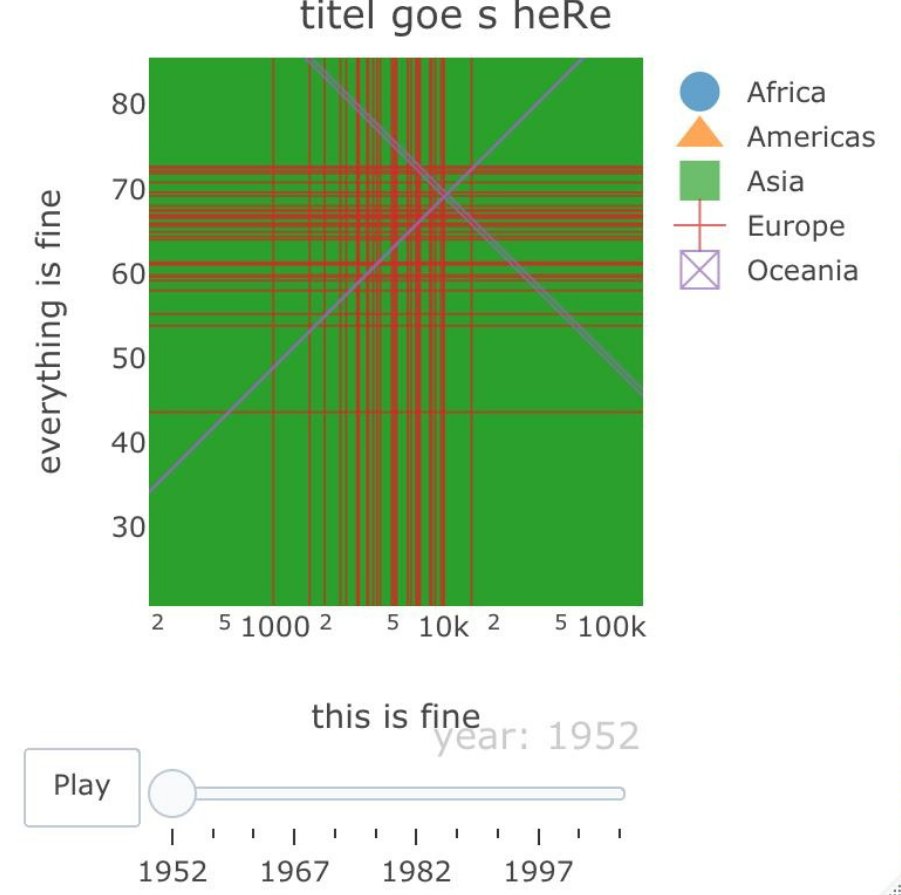 titel goe s heRe
everything is fine
80
70
60
50
40
30
2 5 1000 2 5 10k 2 5 100k
Africa
Americas
Asia
Europe
Oceania
this is fine
year: 1952
Play
1952 1967 1982 1997